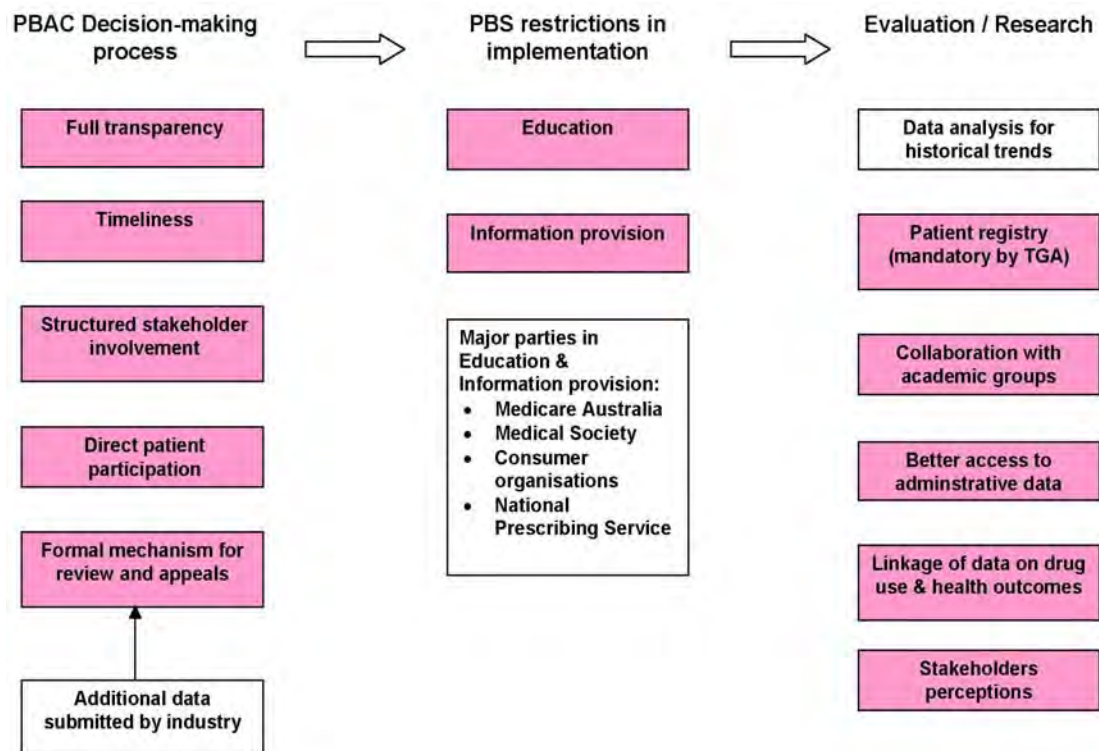 PBAC Decision-making
process
PBS restrictions in
implementation
Evaluation / Research
Full transparency
Timeliness
Structured stakeholder
involvement
Direct patient
participation
Formal mechanism for
review and appeals
Additional data
submitted by industry
Education
Information provision
Major parties in
Education &
Information provision:
• Medicare Australia
• Medical Society
• Consumer
organisations
• National
Prescribing Service
Data analysis for
historical trends
Patient registry
(mandatory by TGA)
Collaboration with
academic groups
Better access to
adminstrative data
Linkage of data on drug
use & health outcomes
Stakeholders
perceptions